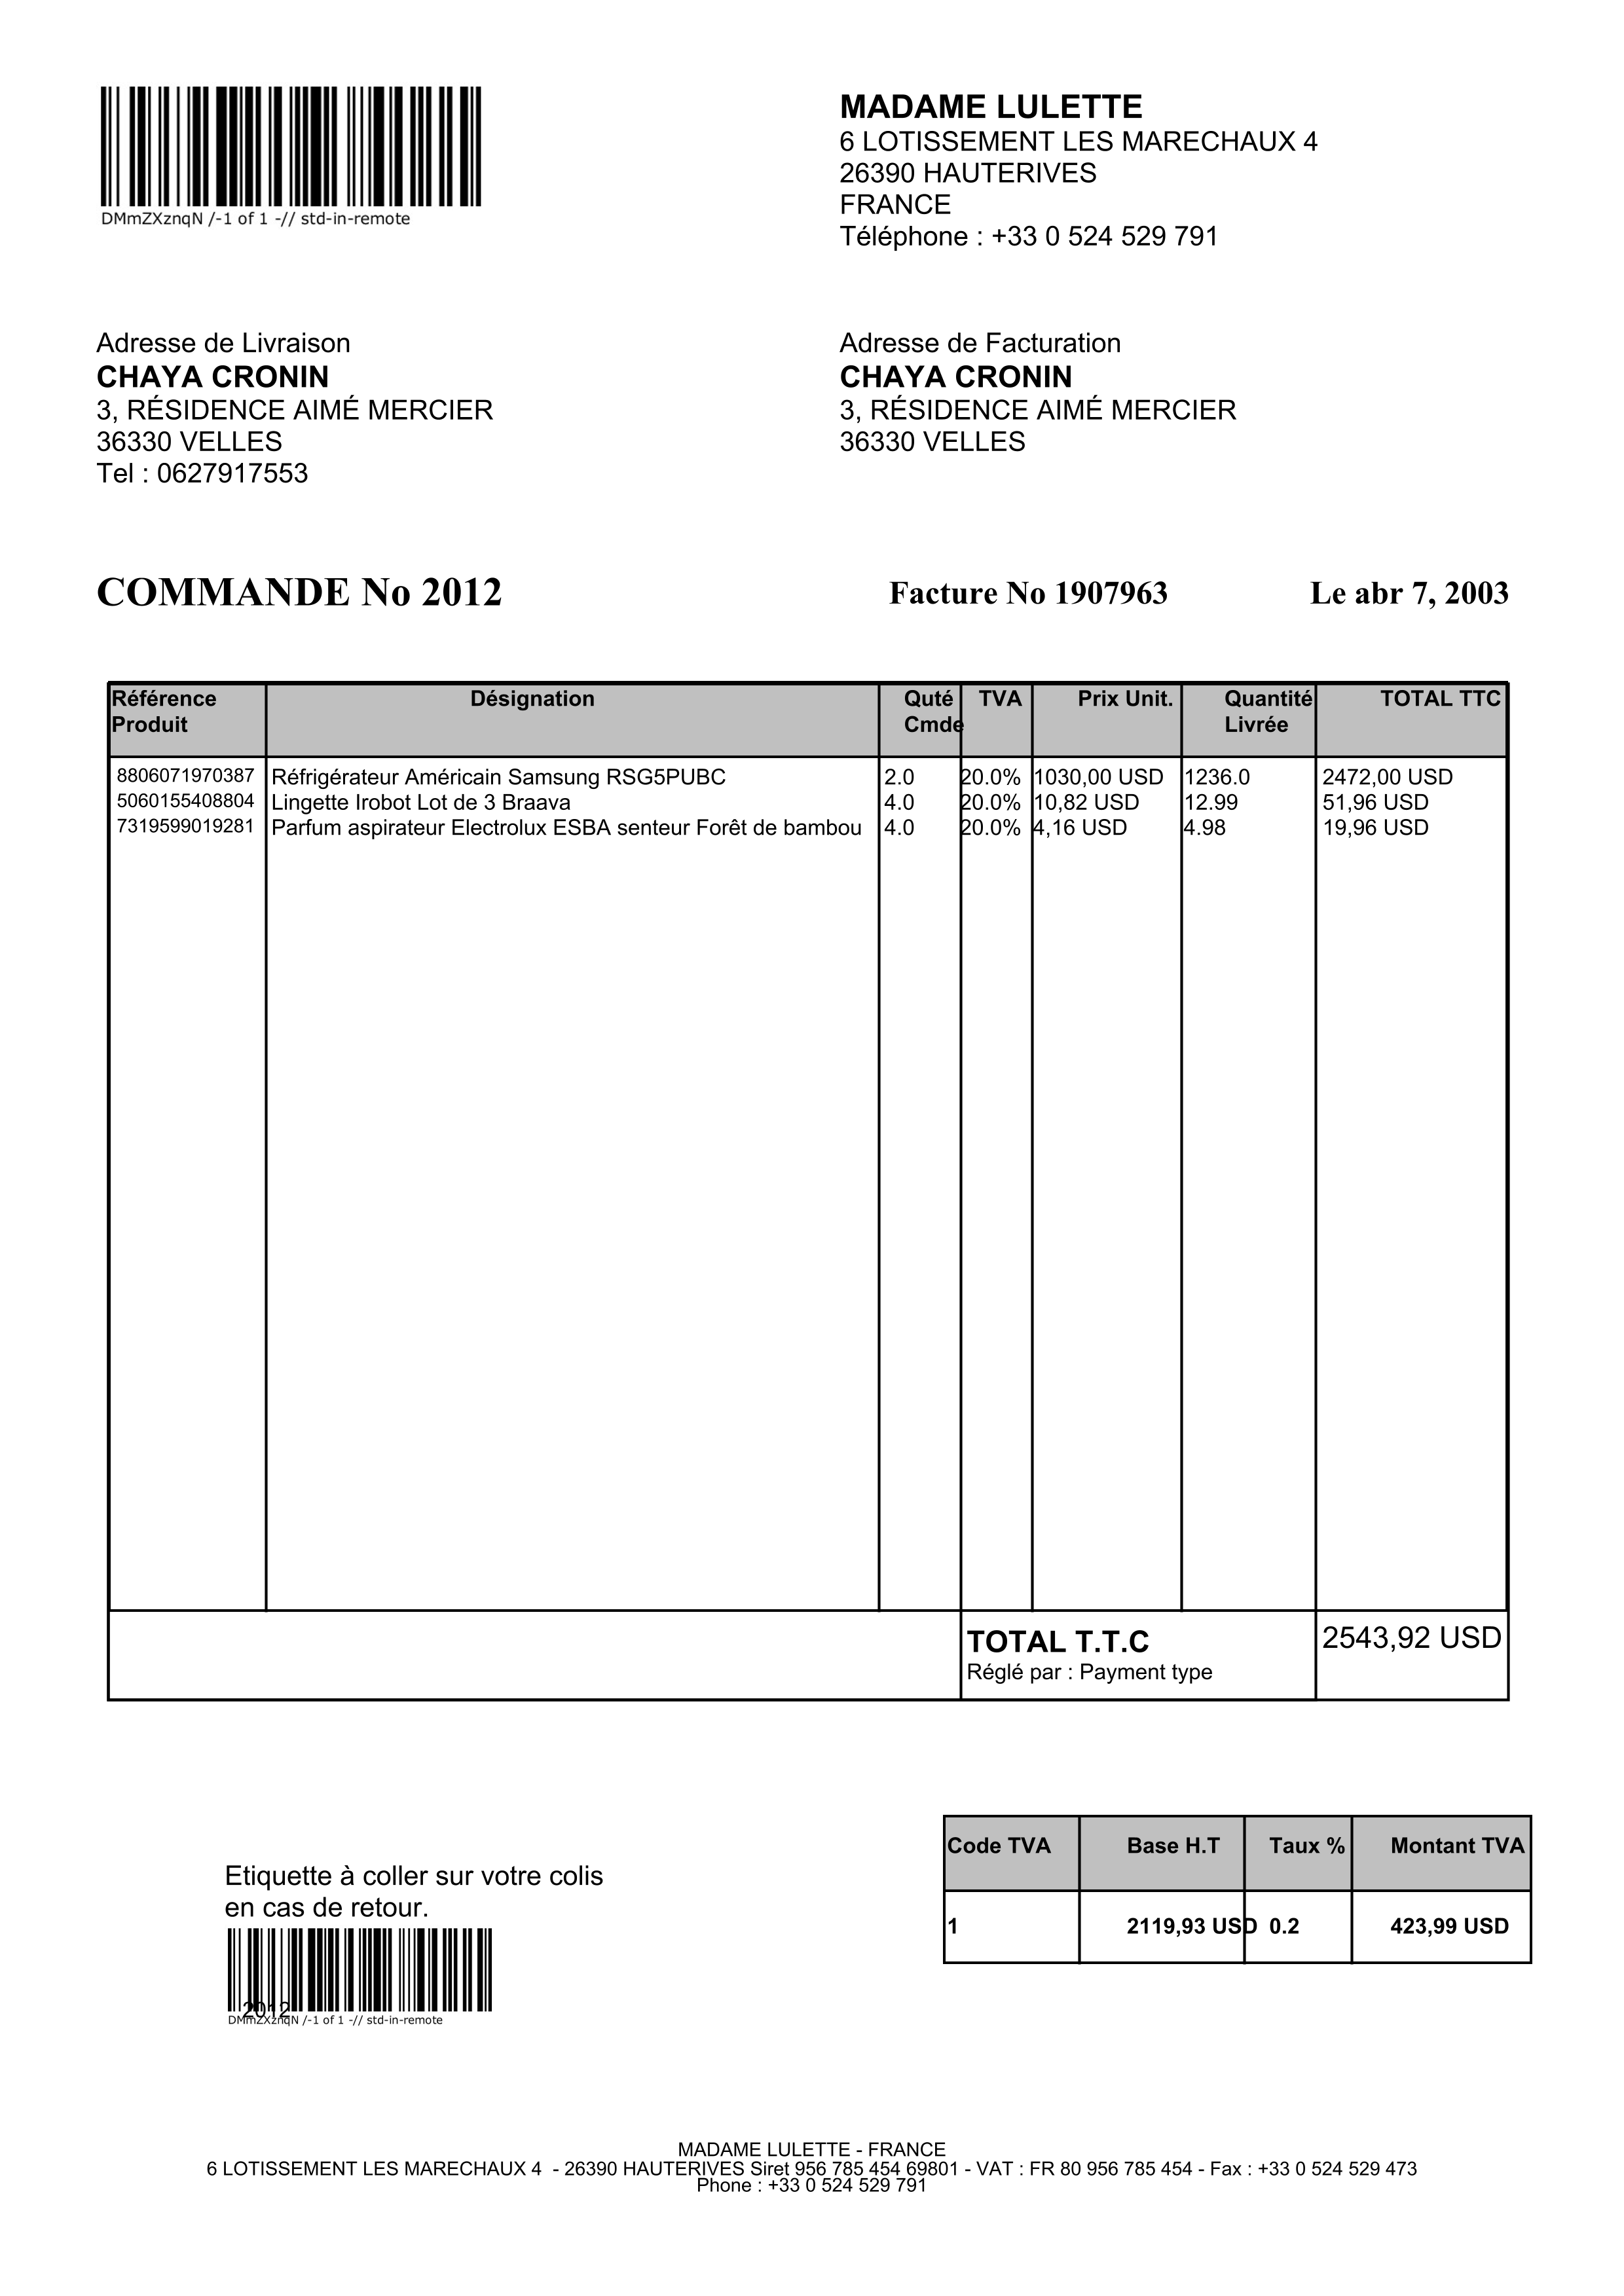 DMmZXznqN /-1 of 1 -// std-in-remote
MADAME LULETTE
6 LOTISSEMENT LES MARECHAUX 4
26390 HAUTERIVES
FRANCE
Téléphone : +33 0 524 529 791
Adresse de Livraison
CHAYA CRONIN
3, RÉSIDENCE AIMÉ MERCIER
36330 VELLES
Tel : 0627917553
Adresse de Facturation
CHAYA CRONIN
3, RÉSIDENCE AIMÉ MERCIER
36330 VELLES
COMMANDE No 2012 Facture No 1907963 Le abr 7, 2003
Référence Produit Désignation Quté Cmde TVA Prix Unit. Quantité Livrée TOTAL TTC
8806071970387 Réfrigérateur Américain Samsung RSG5PUBC 2.0 20.0% 1030,00 USD 1236.0 2472,00 USD
5060155408804 Lingette Irobot Lot de 3 Braava 4.0 20.0% 10,82 USD 12.99 51,96 USD
7319599019281 Parfum aspirateur Electrolux ESBA senteur Forêt de bambou 4.0 20.0% 4,16 USD 4.98 19,96 USD
TOTAL T.T.C 2543,92 USD
Réglé par : Payment type
Code TVA Base H.T Taux % Montant TVA
1 2119,93 USD 0.2 423,99 USD
Etiquette à coller sur votre colis
en cas de retour.
2012
DMmZXznqN /-1 of 1 -// std-in-remote
MADAME LULETTE - FRANCE
6 LOTISSEMENT LES MARECHAUX 4 - 26390 HAUTERIVES Siret 956 785 454 69801 - VAT : FR 80 956 785 454 - Fax : +33 0 524 529 473
Phone : +33 0 524 529 791